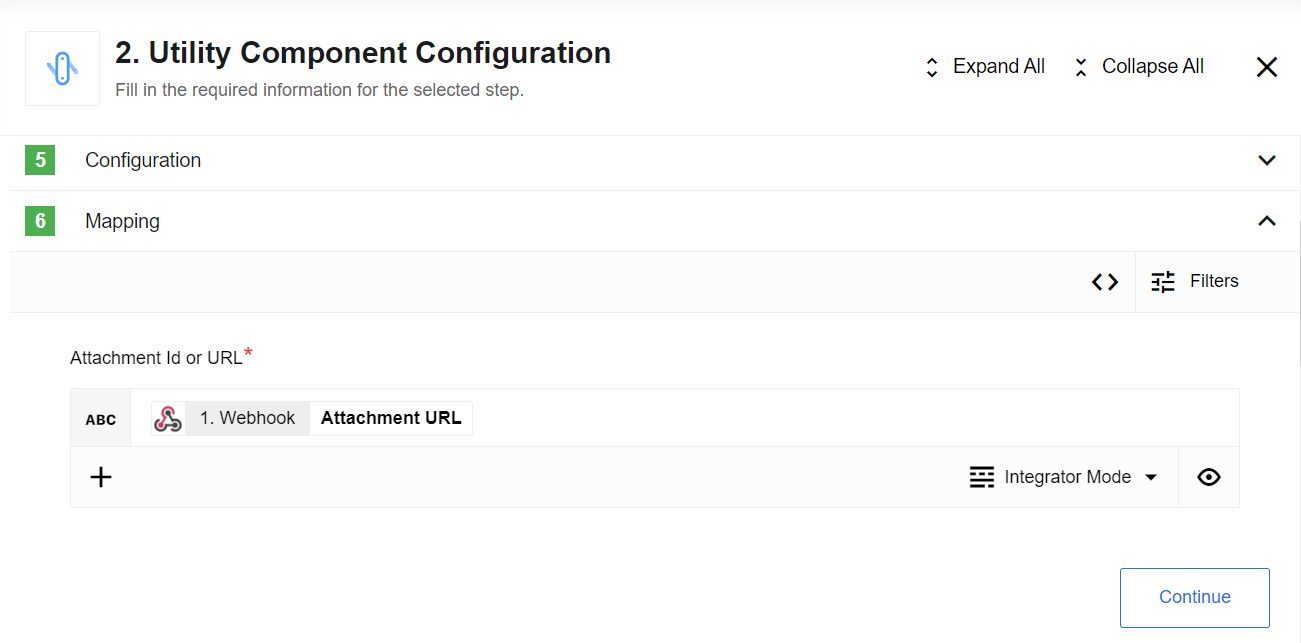 2. Utility Component Configuration
Fill in the required information for the selected step.
Expand All
Collapse All
5 Configuration
6 Mapping
Filters
Attachment Id or URL*
ABC 1. Webhook Attachment URL
Integrator Mode
Continue